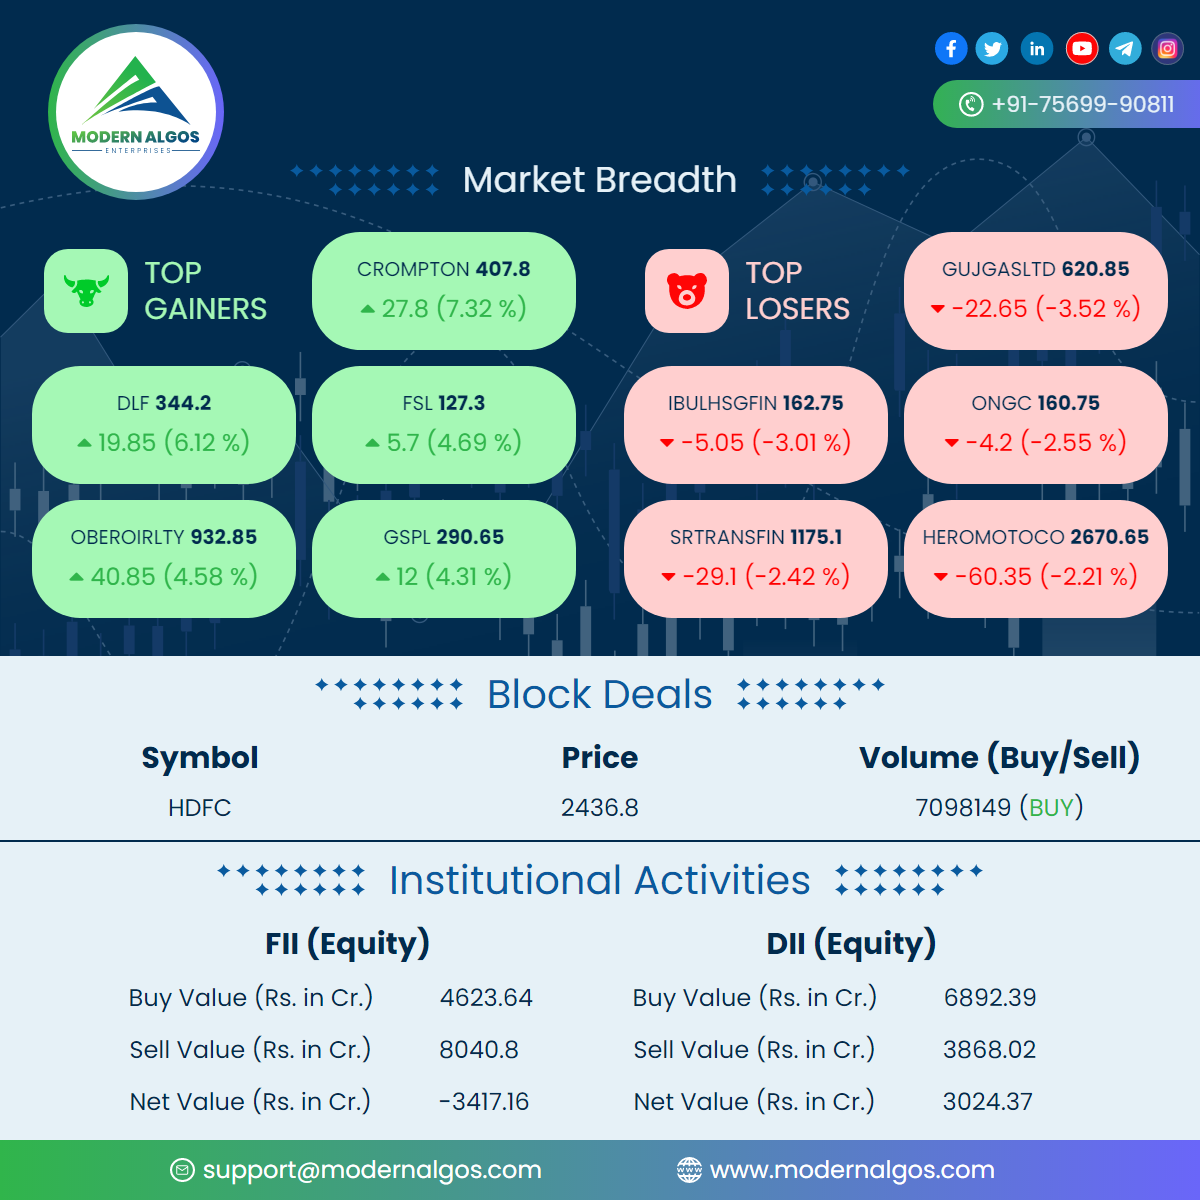 MODERN ALGOS
ENTERPRISES
+91-75699-90811
Market Breadth
TOP
GAINERS
CROMPTON 407.8
27.8 (7.32 %)
DLF 344.2
19.85 (6.12 %)
FSL 127.3
5.7 (4.69 %)
OBEROIRLTY 932.85
40.85 (4.58 %)
GSPL 290.65
12 (4.31 %)
TOP
LOSERS
GUJGASLTD 620.85
-22.65 (-3.52 %)
IBULHSGFIN 162.75
-5.05 (-3.01 %)
ONGC 160.75
-4.2 (-2.55 %)
SRTRANSFIN 1175.1
-29.1 (-2.42 %)
HEROMOTOCO 2670.65
-60.35 (-2.21 %)
Block Deals
Symbol Price Volume (Buy/Sell)
HDFC 2436.8 7098149 (BUY)
Institutional Activities
FII (Equity)
Buy Value (Rs. in Cr.) 4623.64
Sell Value (Rs. in Cr.) 8040.8
Net Value (Rs. in Cr.) -3417.16
DII (Equity)
Buy Value (Rs. in Cr.) 6892.39
Sell Value (Rs. in Cr.) 3868.02
Net Value (Rs. in Cr.) 3024.37
support@modernalgos.com
www.modernalgos.com